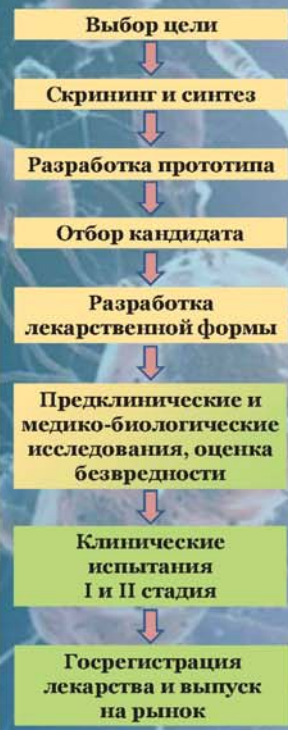 Выбор цели
Скрининг и синтез
Разработка прототипа
Отбор кандидата
Разработка
лекарственной формы
Предклинические и
медико-биологические
исследования, оценка
безвредности
Клинические
испытания
I и II стадия
Госрегистрация
лекарства и выпуск
на рынок